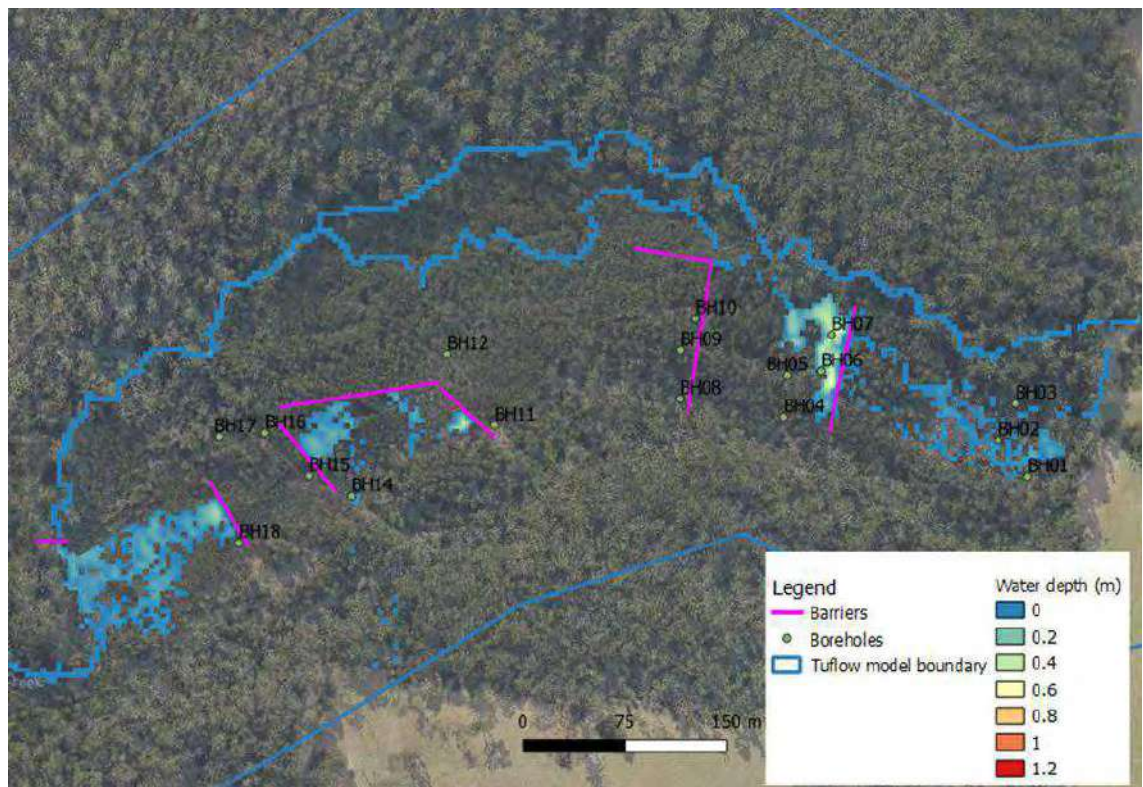 BH10
BH07
BH09
BH12
BH06
BH05
BH03
BH08
BH04
BH11
BH02
BH17
BH16
BH01
BH15
BH14
BH18
0 75 150 m
Legend
Barriers
Boreholes
Tuflow model boundary
Water depth (m)
0
0.2
0.4
0.6
0.8
1
1.2